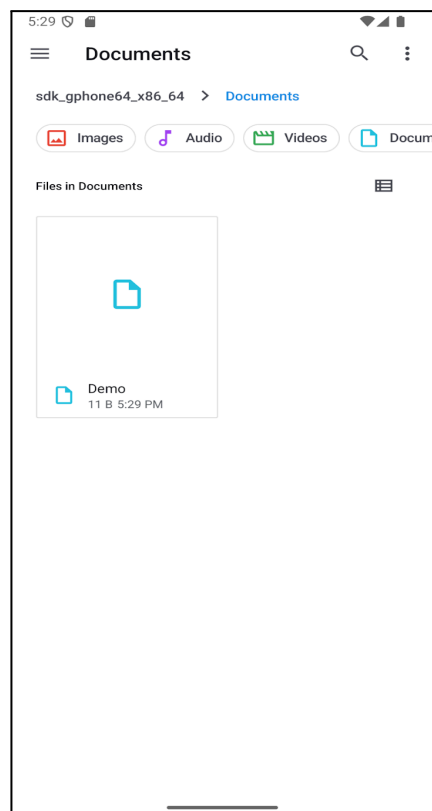 5:29
Documents
sdk_gphone64_x86_64 > Documents
Images Audio Videos Docum
Files in Documents
Demo
11 B 5:29 PM